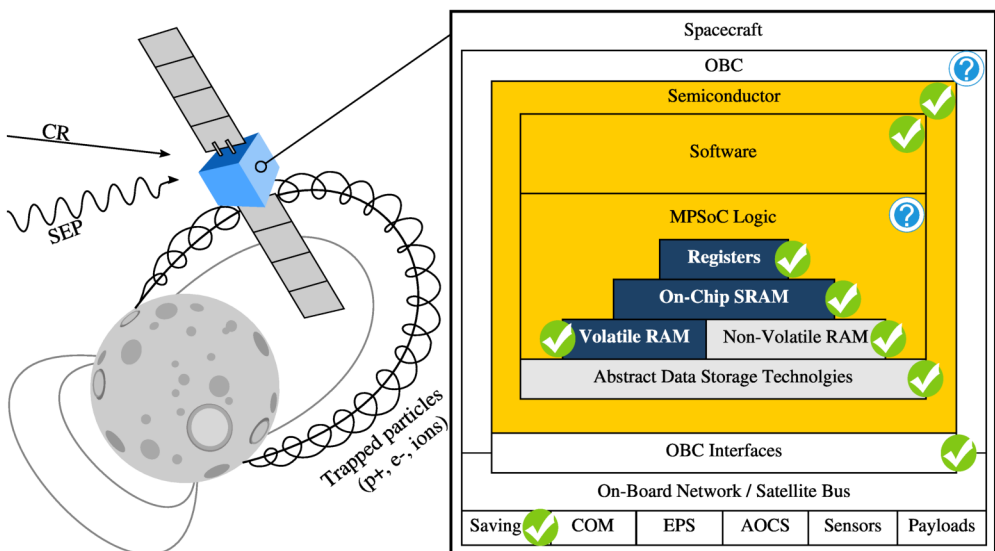 CR
SEP
Trapped particles
(p+, e-, ions)
Spacecraft
OBC
?
Semiconductor
Software
MPSoC Logic
?
Registers
On-Chip SRAM
Volatile RAM Non-Volatile RAM
Abstract Data Storage Technolgies
OBC Interfaces
On-Board Network / Satellite Bus
Saving COM EPS AOCS Sensors Payloads